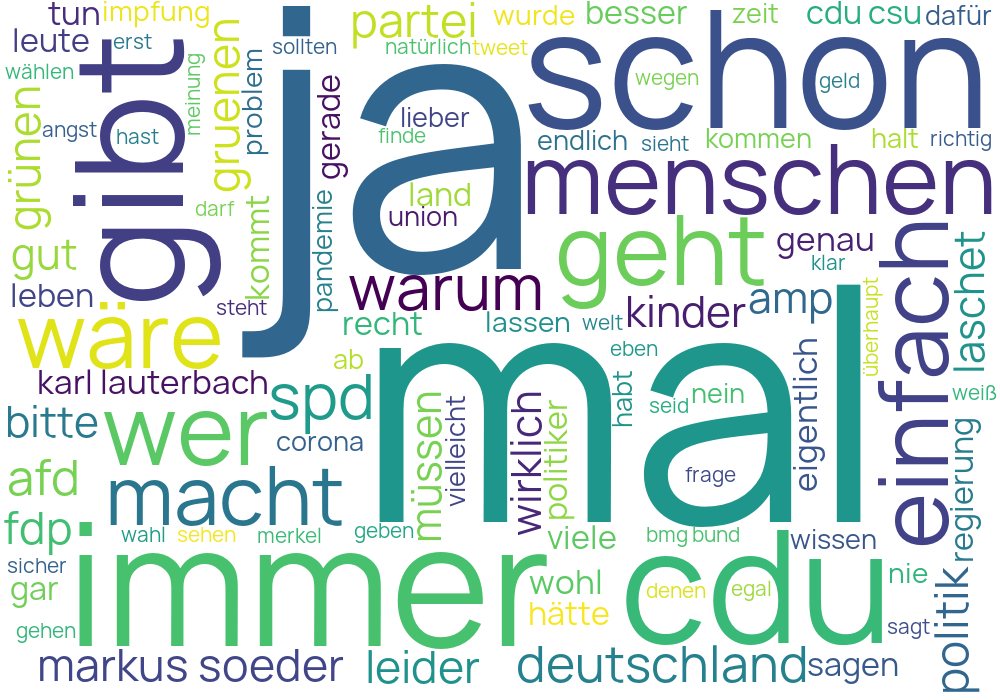 tun impfung
partei
wurde
besser
zeit
cdu csu
dafür
leute
erst
gibt
gruenen
problem
sollten
ja
natürlich
tweet
schon
wählen
meinung
grünen
angst
hast
gerade
lieber
finde
wegen
geld
endlich
sieht
kommen
halt
richtig
menschen
darf
kommt
pandemie
land
union
gut
geht
genau
klar
einfach
laschet
leben
steht
warum
kinder
amp
überhaupt
wäre
recht
lassen
welt
mal
ab
eben
karl lauterbach
spd
habt
seid
nein
eigentlich
weiß
bitte
wer
corona
müssen
vielleicht
wirklich
politiker
frage
regierung
afd
macht
fdp
wahl
sehen
merkel
geben
viele
bmg bund
wissen
sicher
immer
cdu
gar
wohl
denen
egal
nie
politik
hätte
gehen
sagt
markus soeder
leider
deutschland
sagen